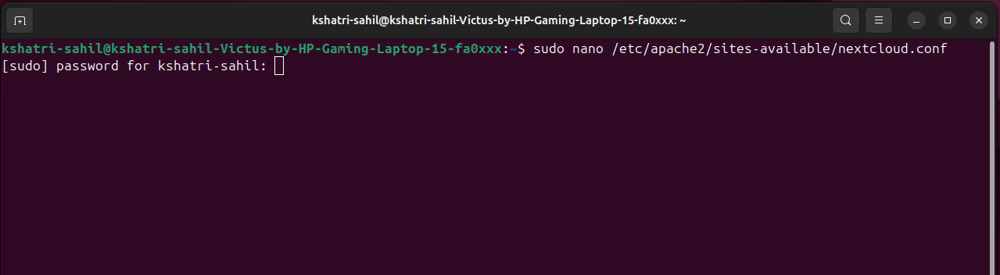 kshatri-sahil@kshatri-sahil-Victus-by-HP-Gaming-Laptop-15-fa0xxx: ~
kshatri-sahil@kshatri-sahil-Victus-by-HP-Gaming-Laptop-15-fa0xxx:~$ sudo nano /etc/apache2/sites-available/nextcloud.conf
[sudo] password for kshatri-sahil: